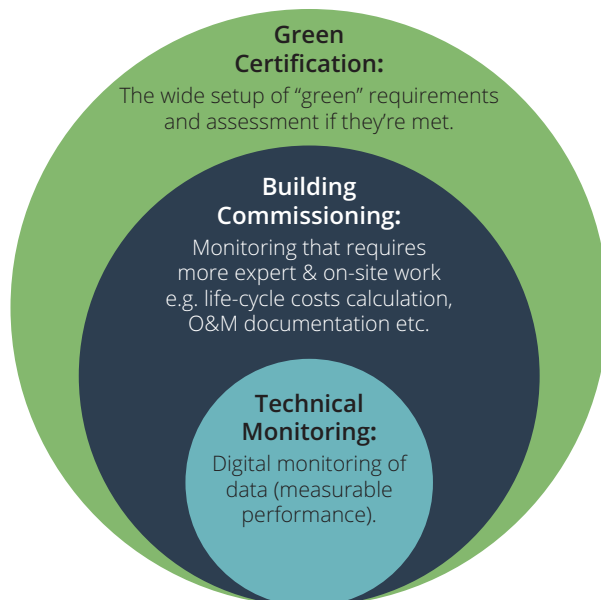 Green
Certification:
The wide setup of “green” requirements
and assessment if they’re met.
Building
Commissioning:
Monitoring that requires
more expert & on-site work
e.g. life-cycle costs calculation,
O&M documentation etc.
Technical
Monitoring:
Digital monitoring of
data (measurable
performance).